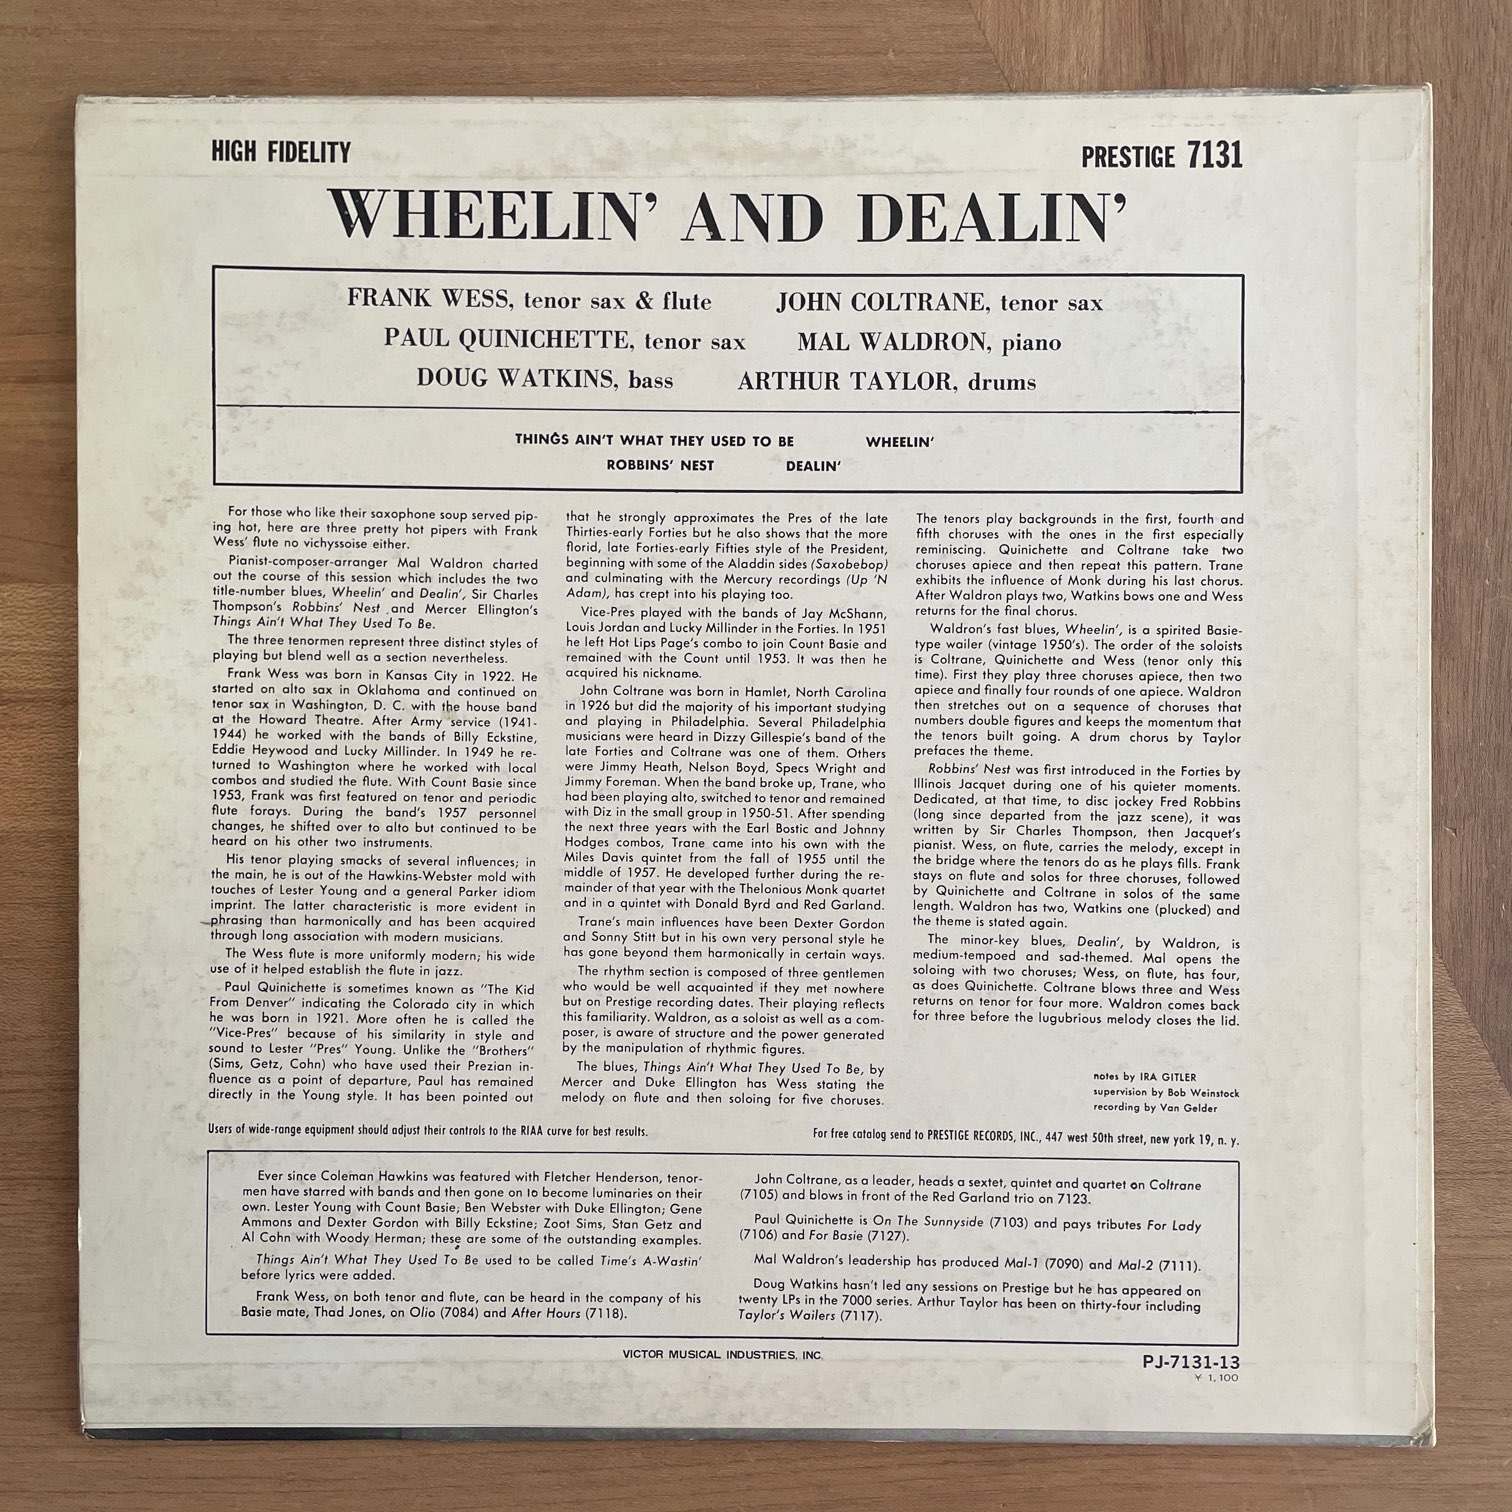 HIGH FIDELITY
PRESTIGE 7131
WHEELIN' AND DEALIN'
FRANK WESS, tenor sax & flute JOHN COLTRANE, tenor sax
PAUL QUINICHETTE, tenor sax MAL WALDRON, piano
DOUG WATKINS, bass ARTHUR TAYLOR, drums
THINGS AIN'T WHAT THEY USED TO BE WHEELIN'
ROBBINS' NEST DEALIN'
For those who like their saxophone soup served pip-
ing hot, here are three pretty hot pipers with Frank
Wess' flute no vichyssoise either.
Pianist-composer-arranger Mal Waldron charted
out the course of this session which includes the two
title-number blues, Wheelin' and Dealin', Sir Charles
Thompson's Robbins' Nest and Mercer Ellington's
Things Ain't What They Used To Be.
The three tenormen represent three distinct styles of
playing but blend well as a section nevertheless.
Frank Wess was born in Kansas City in 1922. He
started on alto sax in Oklahoma and continued on
tenor sax in Washington, D. C. with the house band
at the Howard Theatre. After Army service (1941-
1944) he worked with the bands of Billy Eckstine,
Eddie Heywood and Lucky Millinder. In 1949 he re-
turned to Washington where he worked with local
combos and studied the flute. With Count Basie since
1953, Frank was first featured on tenor and periodic
flute forays. During the band's 1957 personnel
changes, he shifted over to alto but continued to be
heard on his other two instruments.
His tenor playing smacks of several influences; in
the main, he is out of the Hawkins-Webster mold with
touches of Lester Young and a general Parker idiom
imprint. The latter characteristic is more evident in
phrasing than harmonically and has been acquired
through long association with modern musicians.
The Wess flute is more uniformly modern; his wide
use of it helped establish the flute in jazz.
Paul Quinichette is sometimes known as "The Kid
From Denver" indicating the Colorado city in which
he was born in 1921. More often he is called the
"Vice-Pres" because of his similarity in style and
sound to Lester "Pres" Young. Unlike the "Brothers"
(Sims, Getz, Cohn) who have used their Prezian in-
fluence as a point of departure, Paul has remained
directly in the Young style. It has been pointed out
that he strongly approximates the Pres of the late
Thirties-early Forties but he also shows that the more
florid, late Forties-early Fifties style of the President,
beginning with some of the Aladdin sides (Saxobebop)
and culminating with the Mercury recordings (Up 'N
Adam), has crept into his playing too.
Vice-Pres played with the bands of Jay McShann,
Louis Jordan and Lucky Millinder in the Forties. In 1951
he left Hot Lips Page's combo to join Count Basie and
remained with the Count until 1953. It was then he
acquired his nickname.
John Coltrane was born in Hamlet, North Carolina
in 1926 but did the majority of his important studying
and playing in Philadelphia. Several Philadelphia
musicians were heard in Dizzy Gillespie's band of the
late Forties and Coltrane was one of them. Others
were Jimmy Heath, Nelson Boyd, Specs Wright and
Jimmy Foreman. When the band broke up, Trane, who
had been playing alto, switched to tenor and remained
with Diz in the small group in 1950-51. After spending
the next three years with the Earl Bostic and Johnny
Hodges combos, Trane came into his own with the
Miles Davis quintet from the fall of 1955 until the
middle of 1957. He developed further during the re-
mainder of that year with the Thelonious Monk quartet
and in a quintet with Donald Byrd and Red Garland.
Trane's main influences have been Dexter Gordon
and Sonny Stitt but in his own very personal style he
has gone beyond them harmonically in certain ways.
The rhythm section is composed of three gentlemen
who would be well acquainted if they met nowhere
but on Prestige recording dates. Their playing reflects
this familiarity. Waldron, as a soloist as well as a com-
poser, is aware of structure and the power generated
by the manipulation of rhythmic figures.
The blues, Things Ain't What They Used To Be, by
Mercer and Duke Ellington has Wess stating the
melody on flute and then soloing for five choruses.
The tenors play backgrounds in the first, fourth and
fifth choruses with the ones in the first especially
reminiscing. Quinichette and Coltrane take two
choruses apiece and then repeat this pattern. Trane
exhibits the influence of Monk during his last chorus.
After Waldron plays two, Watkins bows one and Wess
returns for the final chorus.
Waldron's fast blues, Wheelin', is a spirited Basie-
type wailer (vintage 1950's). The order of the soloists
is Coltrane, Quinichette and Wess (tenor only this
time). First they play three choruses apiece, then two
apiece and finally four rounds of one apiece. Waldron
then stretches out on a sequence of choruses that
numbers double figures and keeps the momentum that
the tenors built going. A drum chorus by Taylor
prefaces the theme.
Robbins' Nest was first introduced in the Forties by
Illinois Jacquet during one of his quieter moments.
Dedicated, at that time, to disc jockey Fred Robbins
(long since departed from the jazz scene), it was
written by Sir Charles Thompson, then Jacquet's
pianist. Wess, on flute, carries the melody, except in
the bridge where the tenors do as he plays fills. Frank
stays on flute and solos for three choruses, followed
by Quinichette and Coltrane in solos of the same
length. Waldron has two, Watkins one (plucked) and
the theme is stated again.
The minor-key blues, Dealin', by Waldron, is
medium-tempoed and sad-themed. Mal opens the
soloing with two choruses; Wess, on flute, has four,
as does Quinichette. Coltrane blows three and Wess
returns on tenor for four more. Waldron comes back
for three before the lugubrious melody closes the lid.
notes by IRA GITLER
supervision by Bob Weinstock
recording by Van Gelder
Users of wide-range equipment should adjust their controls to the RIAA curve for best results.
For free catalog send to PRESTIGE RECORDS, INC., 447 west 50th street, new york 19, n. y.
Ever since Coleman Hawkins was featured with Fletcher Henderson, tenor-
men have starred with bands and then gone on to become luminaries on their
own. Lester Young with Count Basie; Ben Webster with Duke Ellington; Gene
Ammons and Dexter Gordon with Billy Eckstine; Zoot Sims, Stan Getz and
Al Cohn with Woody Herman; these are some of the outstanding examples.
Things Ain't What They Used To Be used to be called Time's A-Wastin'
before lyrics were added.
Frank Wess, on both tenor and flute, can be heard in the company of his
Basie mate, Thad Jones, on Olio (7084) and After Hours (7118).
John Coltrane, as a leader, heads a sextet, quintet and quartet on Coltrane
(7105) and blows in front of the Red Garland trio on 7123.
Paul Quinichette is On The Sunnyside (7103) and pays tributes For Lady
(7106) and For Basie (7127).
Mal Waldron's leadership has produced Mal-1 (7090) and Mal-2 (7111).
Doug Watkins hasn't led any sessions on Prestige but he has appeared on
twenty LPs in the 7000 series. Arthur Taylor has been on thirty-four including
Taylor's Wailers (7117).
VICTOR MUSICAL INDUSTRIES, INC.
PJ-7131-13
¥ 1,100